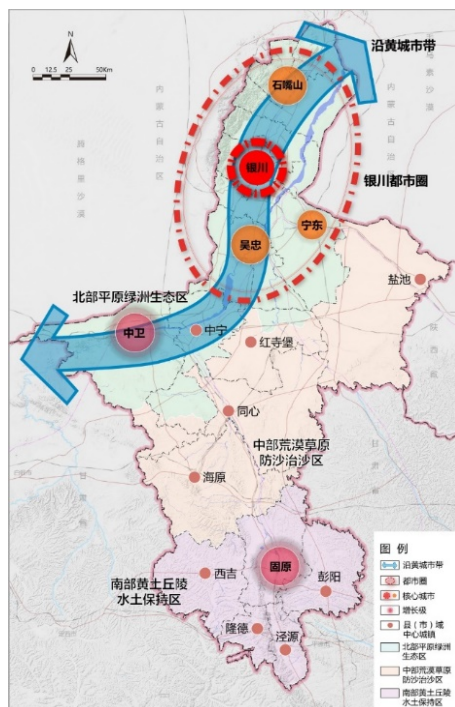 N
0 12.5 25 50Km
沿黄城市带
石嘴山
内蒙古自治区
内蒙古自治区
银川
银川都市圈
宁东
吴忠
盐池
北部平原绿洲生态区
中卫
中宁
红寺堡
同心
中部荒漠草原
防沙治沙区
海原
固原
西吉
彭阳
南部黄土丘陵
水土保持区
隆德
泾源
图 例
沿黄城市带
都市圈
核心城市
增长极
县（市）域
中心城镇
北部平原绿洲
生态区
中部荒漠草原
防沙治沙区
南部黄土丘陵
水土保持区